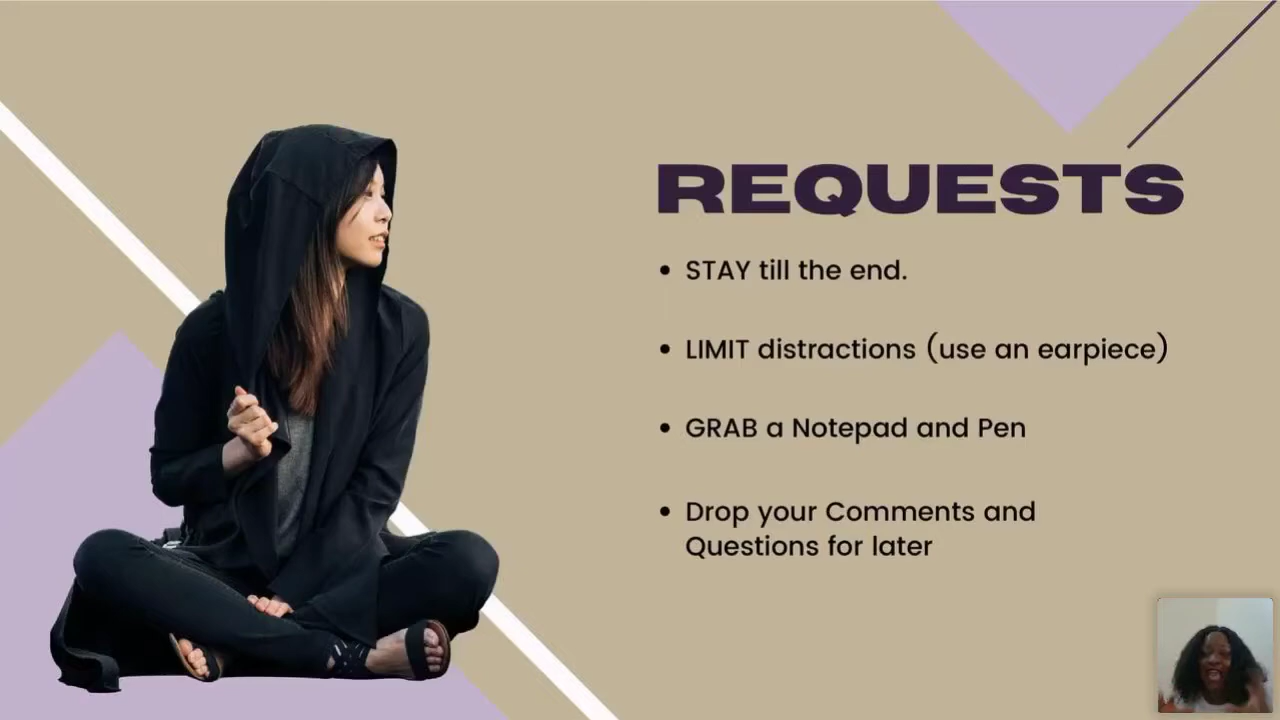 REQUESTS
• STAY till the end.
• LIMIT distractions (use an earpiece)
• GRAB a Notepad and Pen
• Drop your Comments and
Questions for later